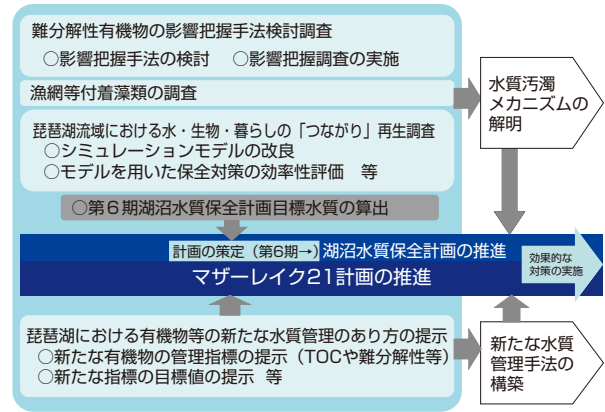 難分解性有機物の影響把握手法検討調査
○影響把握手法の検討 ○影響把握調査の実施
漁網等付着藻類の調査
琵琶湖流域における水・生物・暮らしの「つながり」再生調査
○シミュレーションモデルの改良
○モデルを用いた保全対策の効率性評価 等
○第6期湖沼水質保全計画目標水質の算出
水質汚濁
メカニズムの
解明
計画の策定（第6期→） 湖沼水質保全計画の推進
マザーレイク21計画の推進
効果的な
対策の実施
琵琶湖における有機物等の新たな水質管理のあり方の提示
○新たな有機物の管理指標の提示（TOCや難分解性等）
○新たな指標の目標値の提示 等
新たな水質
管理手法の
構築